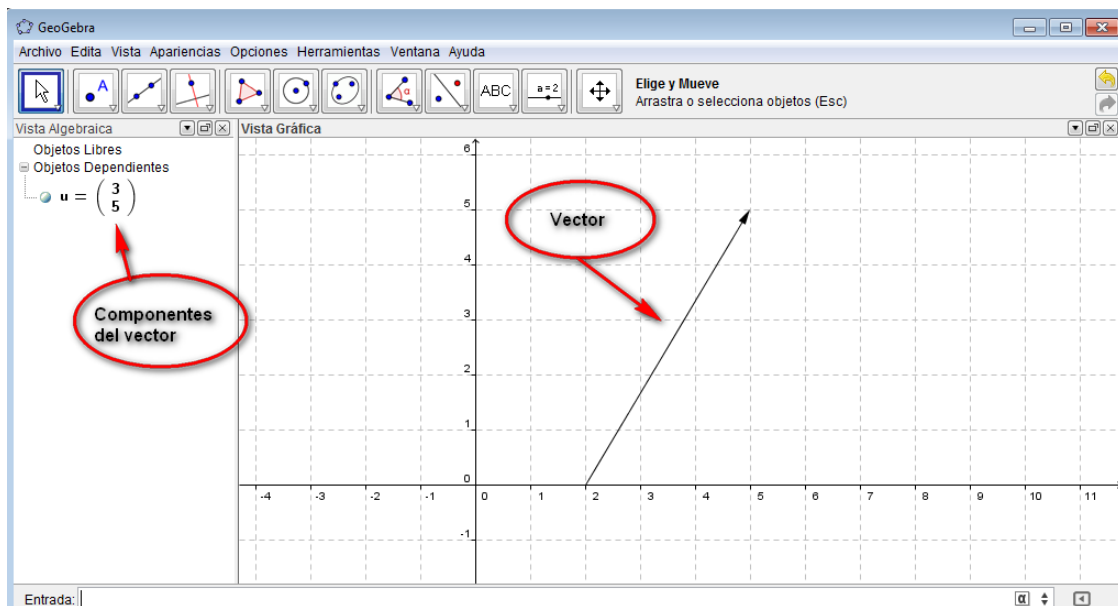 GeoGebra
Archivo Edita Vista Apariencias Opciones Herramientas Ventana Ayuda
A
α
ABC
a = 2
Elige y Mueve
Arrastra o selecciona objetos (Esc)
Vista Algebraica
Vista Gráfica
Objetos Libres
Objetos Dependientes
u = ( 3
5 )
Componentes
del vector
Vector
6
5
4
3
2
1
0
-1
-4 -3 -2 -1 0 1 2 3 4 5 6 7 8 9 10 11
Entrada:
α